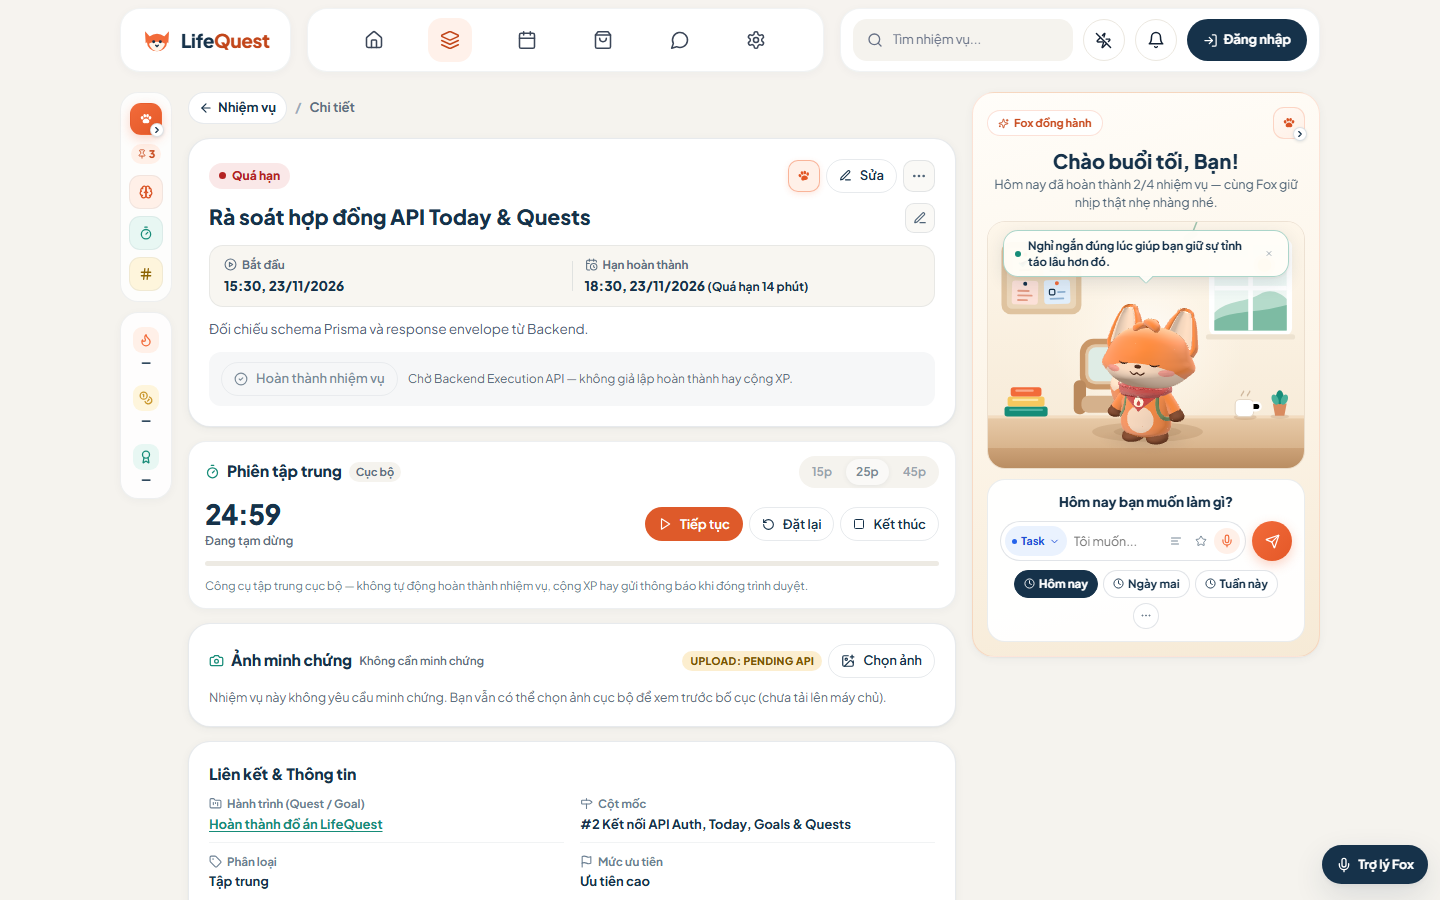 LifeQuest
Tìm nhiệm vụ...
Đăng nhập
3
Nhiệm vụ / Chi tiết
Quá hạn
Sửa
Rà soát hợp đồng API Today & Quests
Bắt đầu
15:30, 23/11/2026
Hạn hoàn thành
18:30, 23/11/2026 (Quá hạn 14 phút)
Đối chiếu schema Prisma và response envelope từ Backend.
Hoàn thành nhiệm vụ
Chờ Backend Execution API — không giả lập hoàn thành hay cộng XP.
Phiên tập trung
Cục bộ
15p
25p
45p
24:59
Đang tạm dừng
Tiếp tục
Đặt lại
Kết thúc
Công cụ tập trung cục bộ — không tự động hoàn thành nhiệm vụ, cộng XP hay gửi thông báo khi đóng trình duyệt.
Ảnh minh chứng
Không cần minh chứng
UPLOAD: PENDING API
Chọn ảnh
Nhiệm vụ này không yêu cầu minh chứng. Bạn vẫn có thể chọn ảnh cục bộ để xem trước bố cục (chưa tải lên máy chủ).
Liên kết & Thông tin
Hành trình (Quest / Goal)
Hoàn thành đồ án LifeQuest
Cột mốc
#2 Kết nối API Auth, Today, Goals & Quests
Phân loại
Tập trung
Mức ưu tiên
Ưu tiên cao
Fox đồng hành
Chào buổi tối, Bạn!
Hôm nay đã hoàn thành 2/4 nhiệm vụ — cùng Fox giữ
nhịp thật nhẹ nhàng nhé.
Nghỉ ngắn đúng lúc giúp bạn giữ sự tỉnh
táo lâu hơn đó.
Hôm nay bạn muốn làm gì?
Task
Tôi muốn...
Hôm nay
Ngày mai
Tuần này
Trợ lý Fox